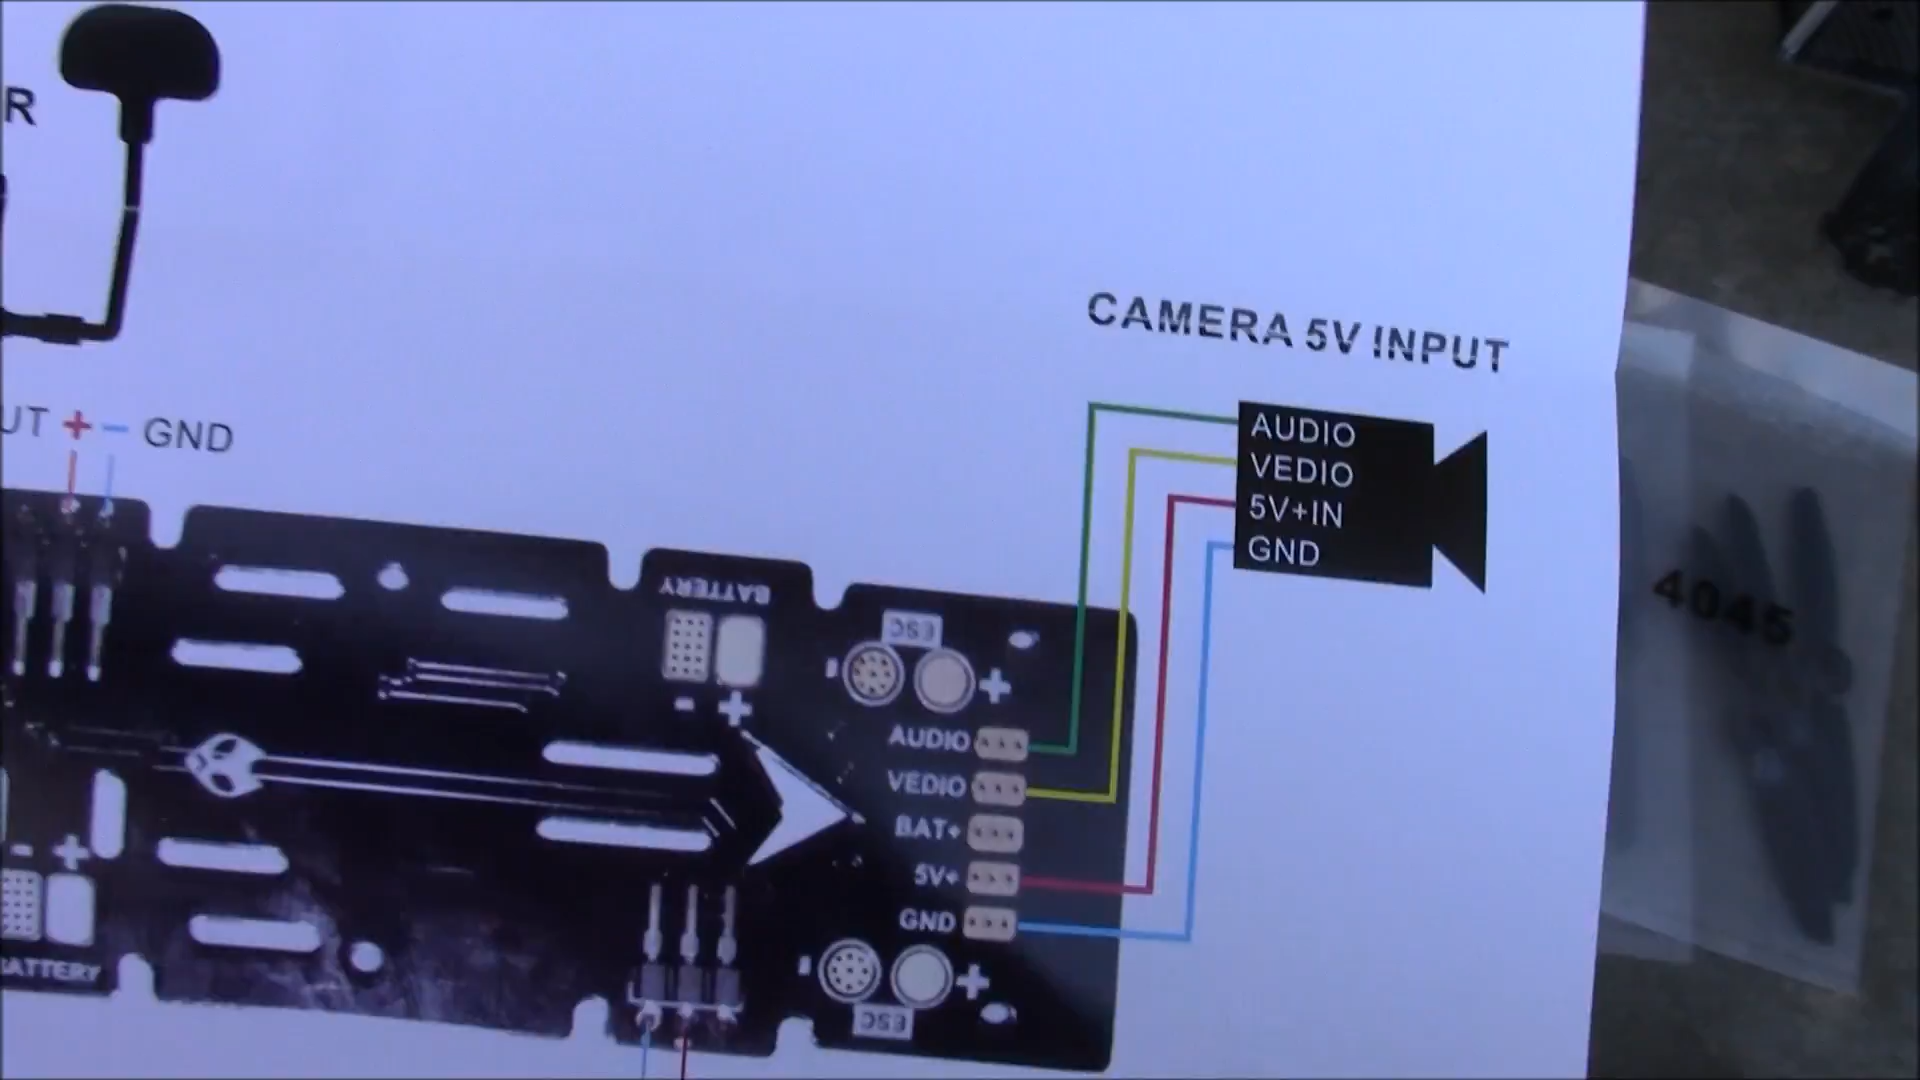 R
CAMERA 5V INPUT
AUDIO
VEDIO
5V+IN
GND
UT + − GND
BATTERY
- +
ESC
- +
AUDIO
VEDIO
BAT+
5V+
GND
- +
ESC
- +
BATTERY
4045